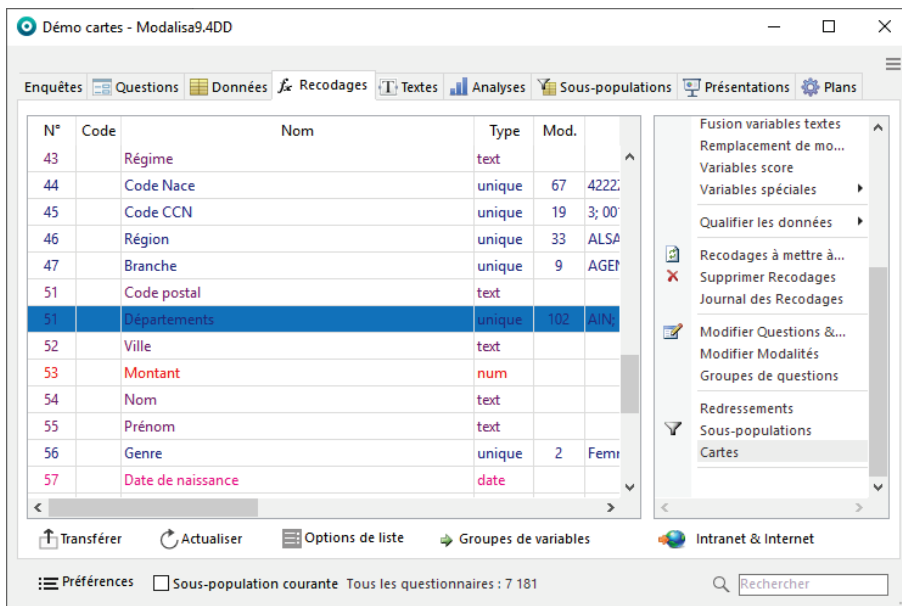 Démo cartes - Modalisa9.4DD
Enquêtes Questions Données fx Recodages T Textes Analyses Sous-populations Présentations Plans
N° Code Nom Type Mod.
43 Régime text
44 Code Nace unique 67 4222
45 Code CCN unique 19 3; 00
46 Région unique 33 ALSA
47 Branche unique 9 AGEN
51 Code postal text
51 Départements unique 102 AIN;
52 Ville text
53 Montant num
54 Nom text
55 Prénom text
56 Genre unique 2 Fem
57 Date de naissance date
Fusion variables textes
Remplacement de mo...
Variables score
Variables spéciales
Qualifier les données
Recodages à mettre à...
Supprimer Recodages
Journal des Recodages
Modifier Questions &...
Modifier Modalités
Groupes de questions
Redressements
Sous-populations
Cartes
Transférer Actualiser Options de liste Groupes de variables Intranet & Internet
Préférences Sous-population courante Tous les questionnaires : 7 181 Rechercher